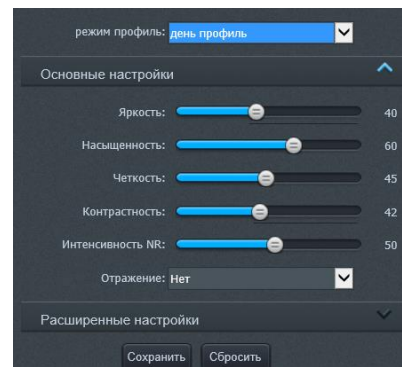 режим профиль: день профиль
Основные настройки
Яркость: 40
Насыщенность: 60
Четкость: 45
Контрастность: 42
Интенсивность NR: 50
Отражение: Нет
Расширенные настройки
Сохранить Сбросить